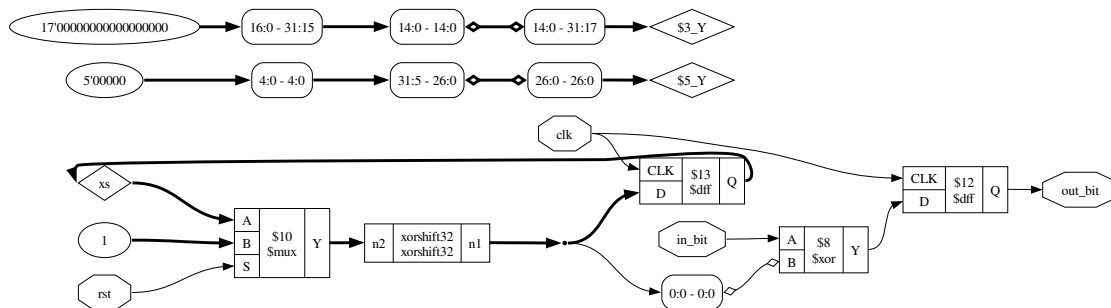 17'00000000000000000 16:0 - 31:15 14:0 - 14:0 14:0 - 31:17 $3_Y
5'00000 4:0 - 4:0 31:5 - 26:0 26:0 - 26:0 $5_Y
clk
xs
CLK
D
$13
$dff
Q
CLK
D
$12
$dff
Q
out_bit
1
rst
A
B
S
$10
$mux
Y
n2
xorshift32
xorshift32
n1
in_bit
0:0 - 0:0
A
B
$8
$xor
Y